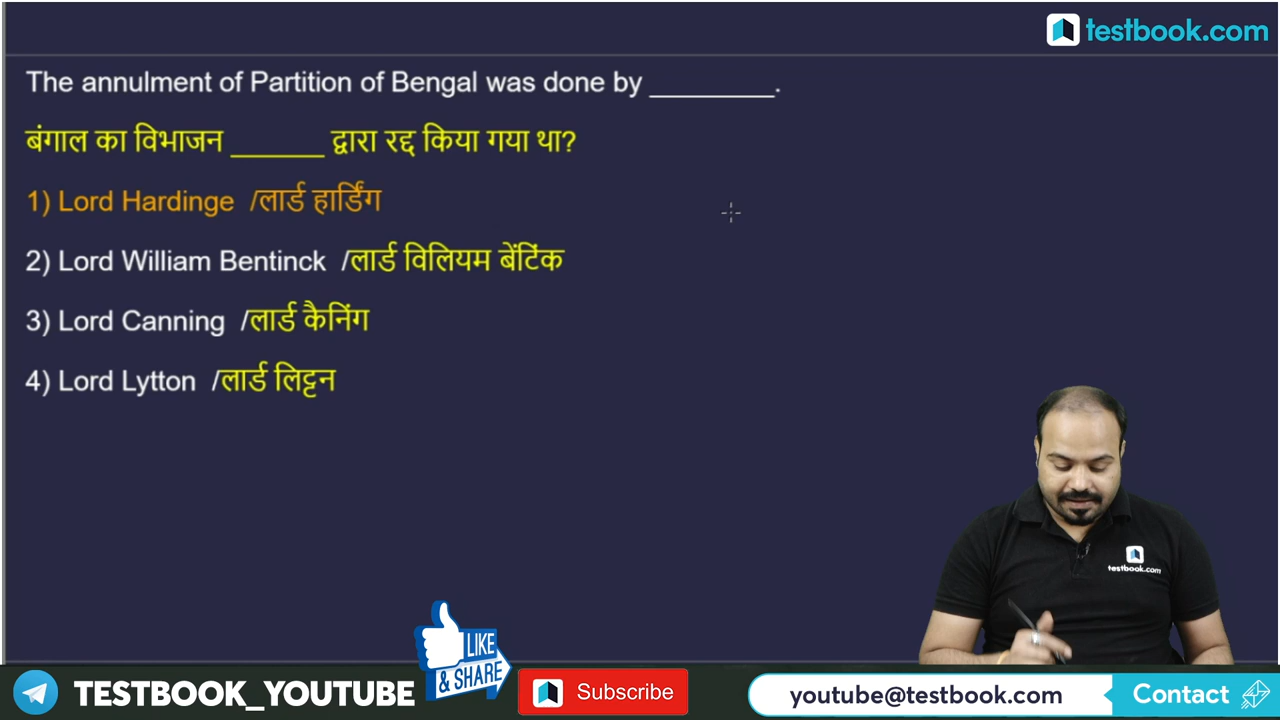 testbook.com
The annulment of Partition of Bengal was done by ________.
बंगाल का विभाजन ______ द्वारा रद्द किया गया था?
1) Lord Hardinge /लार्ड हार्डिंग
2) Lord William Bentinck /लार्ड विलियम बेंटिंक
3) Lord Canning /लार्ड कैनिंग
4) Lord Lytton /लार्ड लिट्टन
testbook.com
LIKE
& SHARE
TESTBOOK_YOUTUBE
Subscribe
youtube@testbook.com
Contact